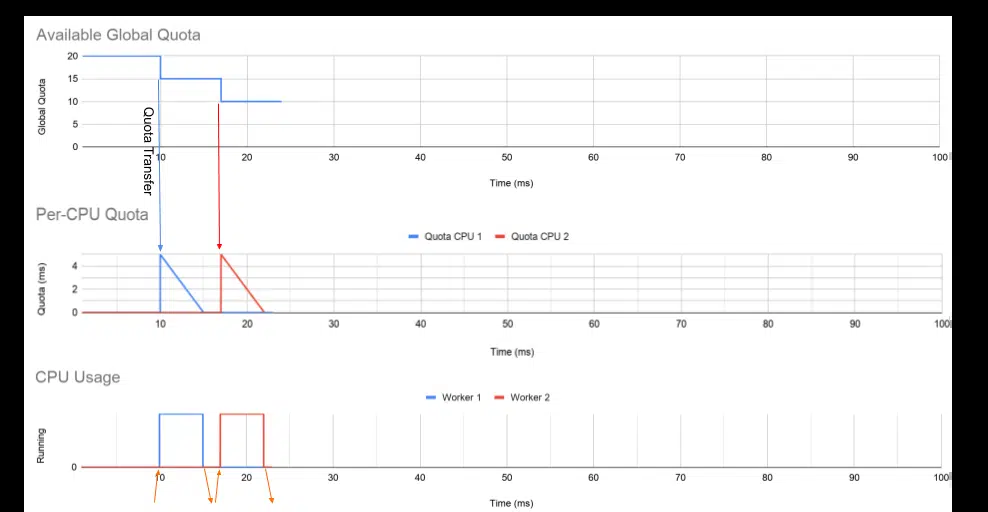 Available Global Quota
20
15
10
5
0
Global Quota
Quota Transfer
10 20 30 40 50 60 70 80 90 100
Time (ms)
Per-CPU Quota
Quota CPU 1 Quota CPU 2
4
2
0
Quota (ms)
10 20 30 40 50 60 70 80 90 100
Time (ms)
CPU Usage
Worker 1 Worker 2
Running
0
10 20 30 40 50 60 70 80 90 100
Time (ms)